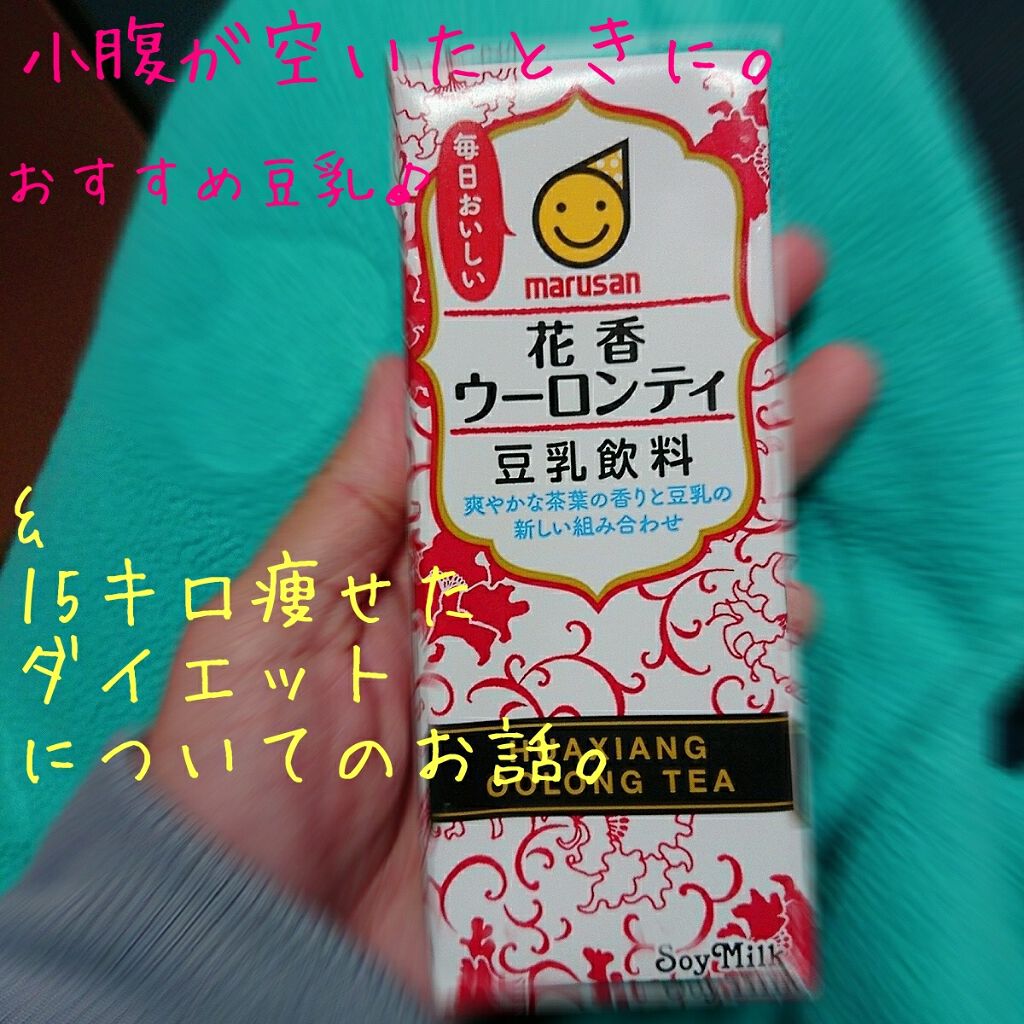 小腹が空いたときに。
おすすめ豆乳♪
毎日おいしい
marusan
花香
ウーロンティ
豆乳飲料
爽やかな茶葉の香りと豆乳の
新しい組み合わせ
&
15キロ痩せた
ダイエット
についてのお話。
HUAXIANG
OOLONG TEA
Soy Milk